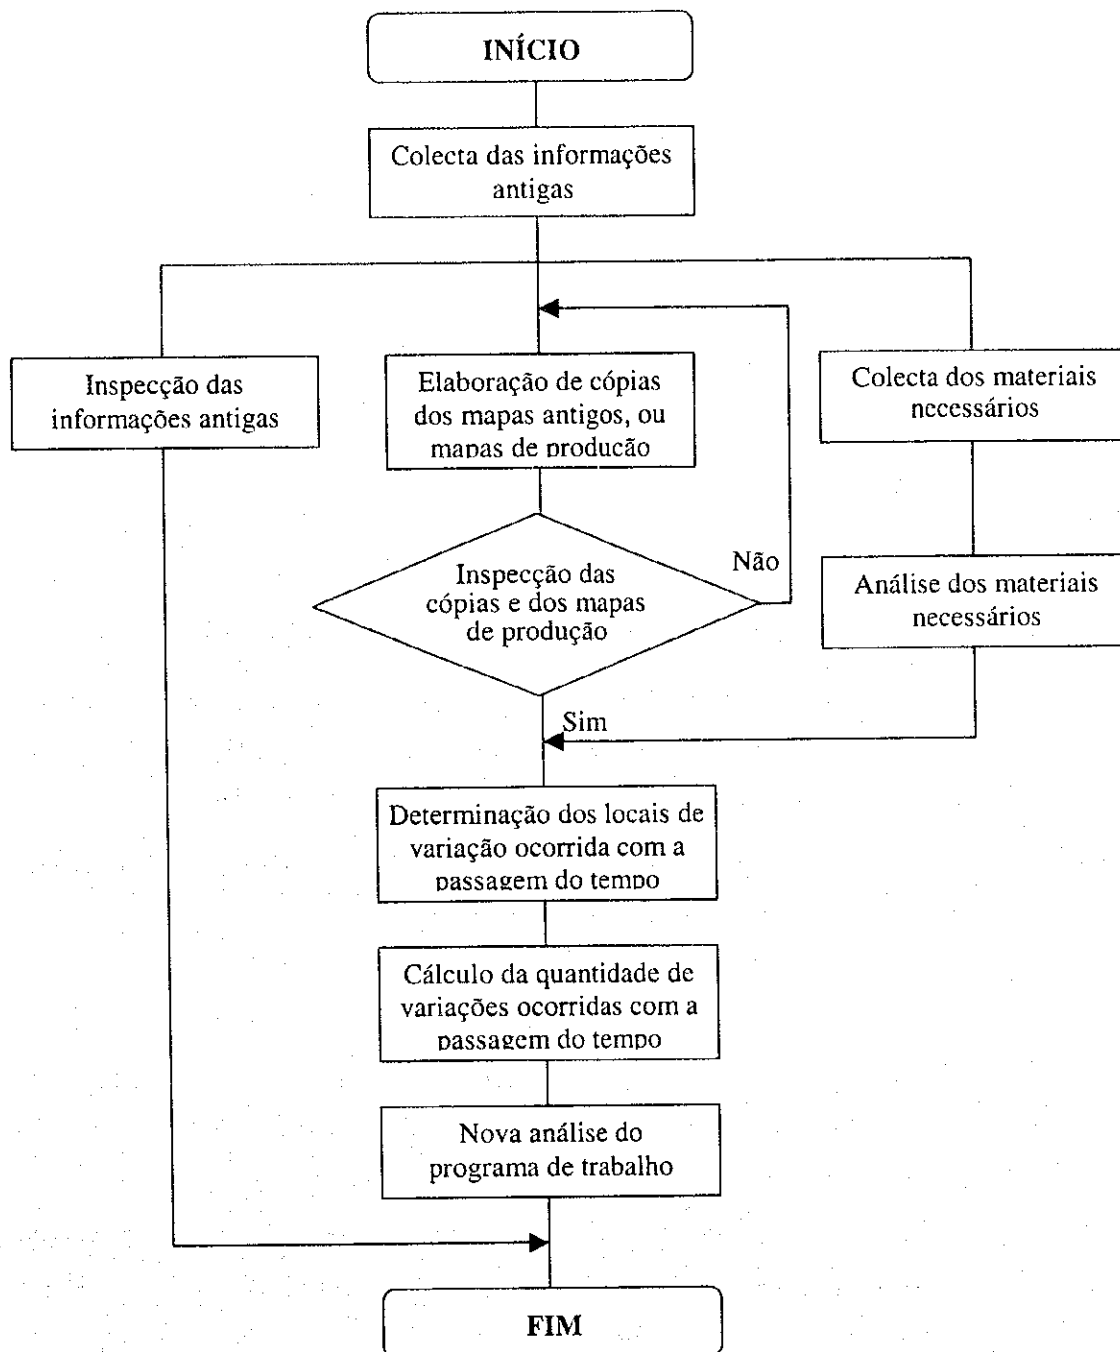 INÍCIO
Colecta das informações
antigas
Inspecção das
informações antigas
Elaboração de cópias
dos mapas antigos, ou
mapas de produção
Colecta dos materiais
necessários
Inspecção das
cópias e dos mapas
de produção
Não
Análise dos materiais
necessários
Sim
Determinação dos locais de
variação ocorrida com a
passagem do tempo
Cálculo da quantidade de
variações ocorridas com a
passagem do tempo
Nova análise do
programa de trabalho
FIM